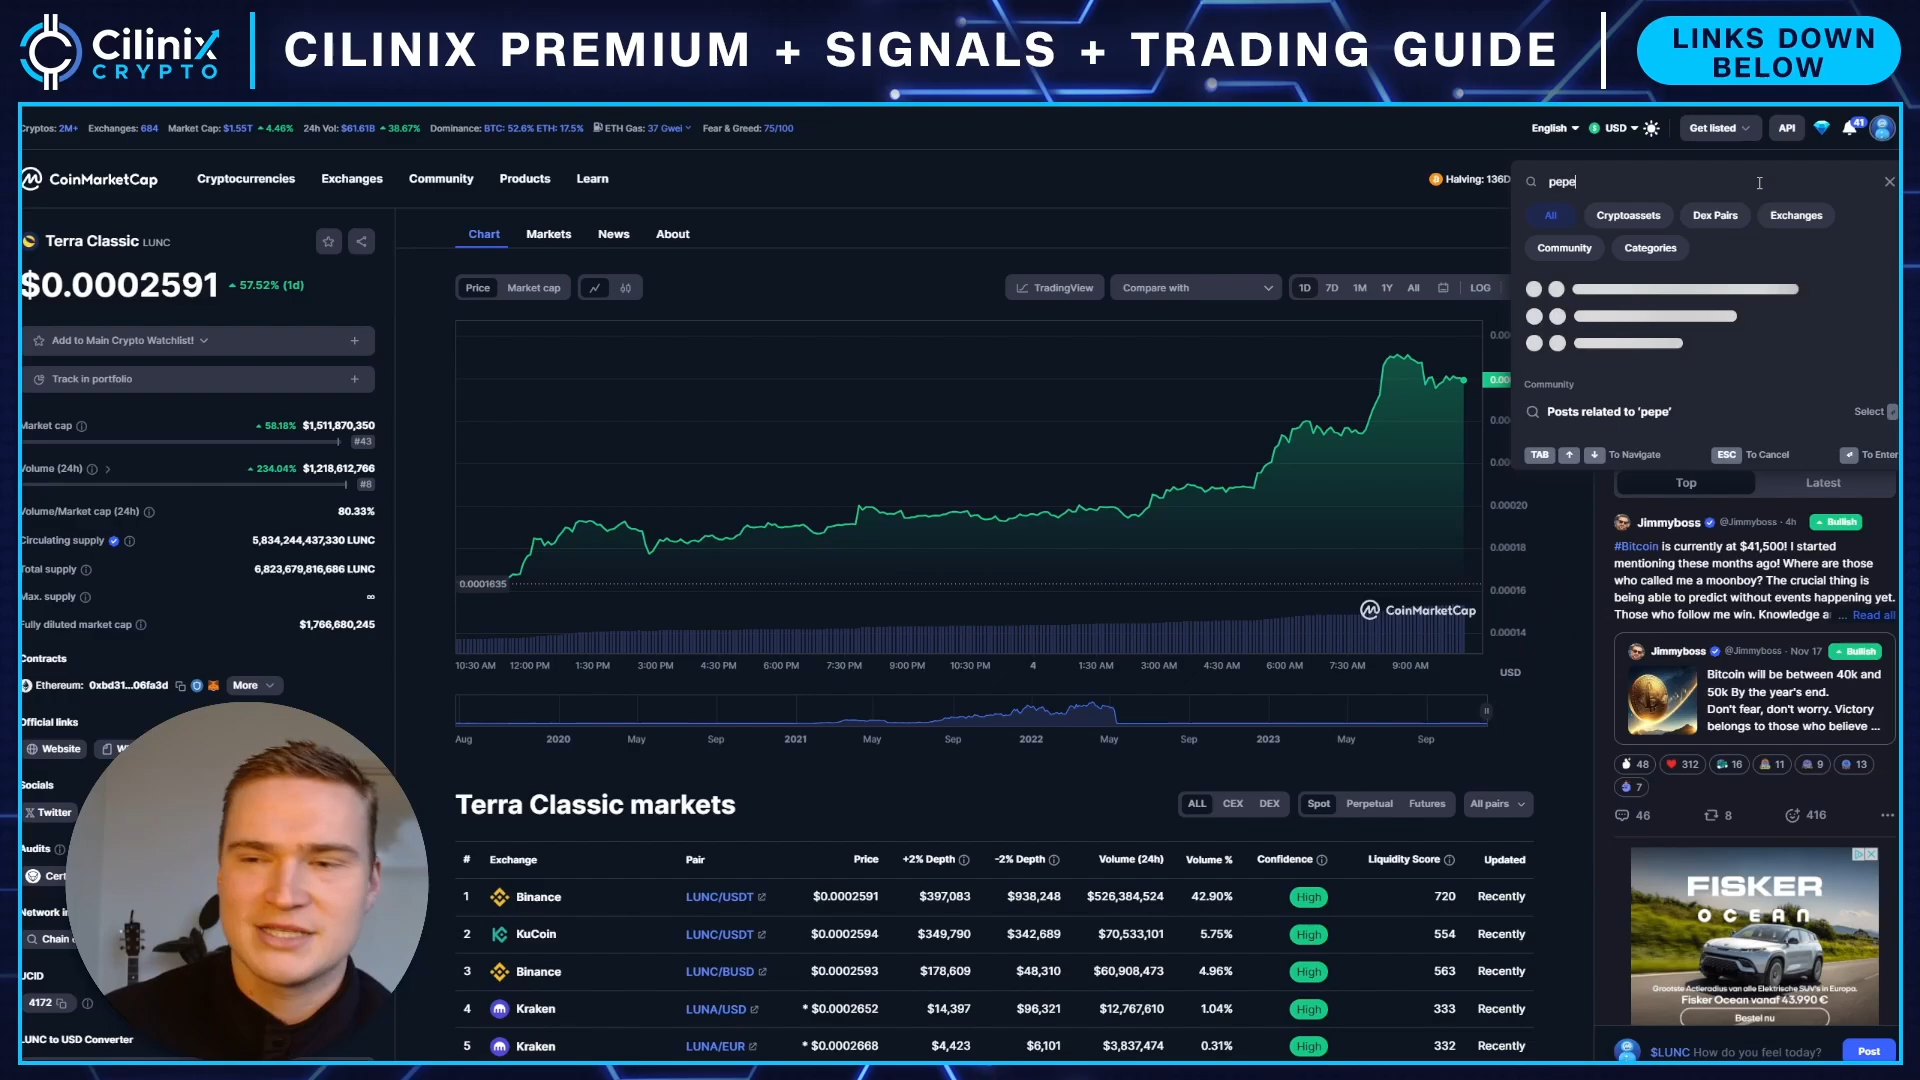 Cilinix
CRYPTO
CILINIX PREMIUM + SIGNALS + TRADING GUIDE
LINKS DOWN
BELOW
Cryptos: 2M+ Exchanges: 684 Market Cap: $1.55T 4.46% 24h Vol: $61.61B 38.67% Dominance: BTC: 52.6% ETH: 17.5% ETH Gas: 37 Gwei Fear & Greed: 75/100
English USD Get listed API 41
CoinMarketCap Cryptocurrencies Exchanges Community Products Learn
Halving: 136D
pepe
All Cryptoassets Dex Pairs Exchanges
Community Categories
Community
Posts related to 'pepe' Select
TAB To Navigate ESC To Cancel To Enter
Terra Classic LUNC
$0.0002591 57.52% (1d)
Add to Main Crypto Watchlist! +
Track in portfolio +
Market cap 58.18% $1,511,870,350
#43
Volume (24h) 234.04% $1,218,612,766
#8
Volume/Market cap (24h) 80.33%
Circulating supply 5,834,244,437,330 LUNC
Total supply 6,823,679,816,686 LUNC
Max. supply ∞
Fully diluted market cap $1,766,680,245
Contracts
Ethereum: 0xbd31...06fa3d More
Official links
Website
Socials
Twitter
Audits
Cert
Network in
Chain
UCID
4172
LUNC to USD Converter
Chart Markets News About
Price Market cap TradingView Compare with 1D 7D 1M 1Y All LOG
0.00
0.00
0.00
0.00
0.00020
0.00018
0.00016
0.00014
0.0001635
CoinMarketCap
10:30 AM 12:00 PM 1:30 PM 3:00 PM 4:30 PM 6:00 PM 7:30 PM 9:00 PM 10:30 PM 4 1:30 AM 3:00 AM 4:30 AM 6:00 AM 7:30 AM 9:00 AM
USD
Aug 2020 May Sep 2021 May Sep 2022 May Sep 2023 May Sep
Terra Classic markets
ALL CEX DEX Spot Perpetual Futures All pairs
# Exchange Pair Price +2% Depth -2% Depth Volume (24h) Volume % Confidence Liquidity Score Updated
1 Binance LUNC/USDT $0.0002591 $397,083 $938,248 $526,384,524 42.90% High 720 Recently
2 KuCoin LUNC/USDT $0.0002594 $349,790 $342,689 $70,533,101 5.75% High 554 Recently
3 Binance LUNC/BUSD $0.0002593 $178,609 $48,310 $60,908,473 4.96% High 563 Recently
4 Kraken LUNA/USD * $0.0002652 $14,397 $96,321 $12,767,610 1.04% High 333 Recently
5 Kraken LUNA/EUR * $0.0002668 $4,423 $6,101 $3,837,474 0.31% High 332 Recently
Top Latest
Jimmyboss @Jimmyboss · 4h Bullish
#Bitcoin is currently at $41,500! I started
mentioning these months ago! Where are those
who called me a moonboy? The crucial thing is
being able to predict without events happening yet.
Those who follow me win. Knowledge a ... Read all
Jimmyboss @Jimmyboss · Nov 17 Bullish
Bitcoin will be between 40k and
50k By the year's end.
Don't fear, don't worry. Victory
belongs to those who believe ...
48 312 16 11 9 13
7
46 8 416
FISKER
OCEAN
Grootste Actieradius van alle Elektrische SUV's in Europa.
Fisker Ocean vanaf 43.990 €
Bestel nu
$LUNC How do you feel today? Post